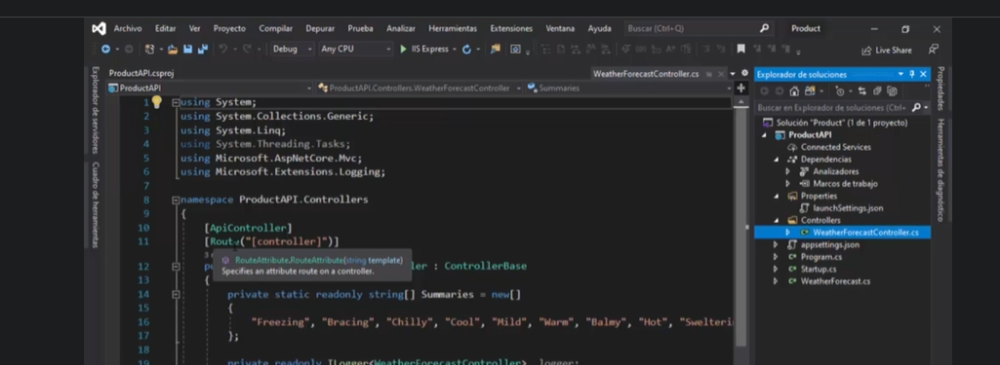 Archivo Editar Ver Proyecto Compilar Depurar Prueba Analizar Herramientas Extensiones Ventana Ayuda Buscar (Ctrl+Q) Product
Debug Any CPU IIS Express Live Share
Explorador de servidores
Cuadro de herramientas
ProductAPI.csproj WeatherForecastController.cs
ProductAPI ProductAPI.Controllers.WeatherForecastController Summaries
1 using System;
2 using System.Collections.Generic;
3 using System.Linq;
4 using System.Threading.Tasks;
5 using Microsoft.AspNetCore.Mvc;
6 using Microsoft.Extensions.Logging;
7
8 namespace ProductAPI.Controllers
9 {
10 [ApiController]
11 [Route("[controller]")]
RouteAttribute.RouteAttribute(string template)
Specifies an attribute route on a controller.
12 ller : ControllerBase
13 {
14 private static readonly string[] Summaries = new[]
15 {
16 "Freezing", "Bracing", "Chilly", "Cool", "Mild", "Warm", "Balmy", "Hot", "Swelteri
17 };
18
19 private readonly ILogger<WeatherForecastController> _logger;
Explorador de soluciones
Buscar en Explorador de soluciones (Ctrl+
Solución "Product" (1 de 1 proyecto)
ProductAPI
Connected Services
Dependencias
Analizadores
Marcos de trabajo
Properties
launchSettings.json
Controllers
WeatherForecastController.cs
appsettings.json
Program.cs
Startup.cs
WeatherForecast.cs
Propiedades
Herramientas de diagnóstico